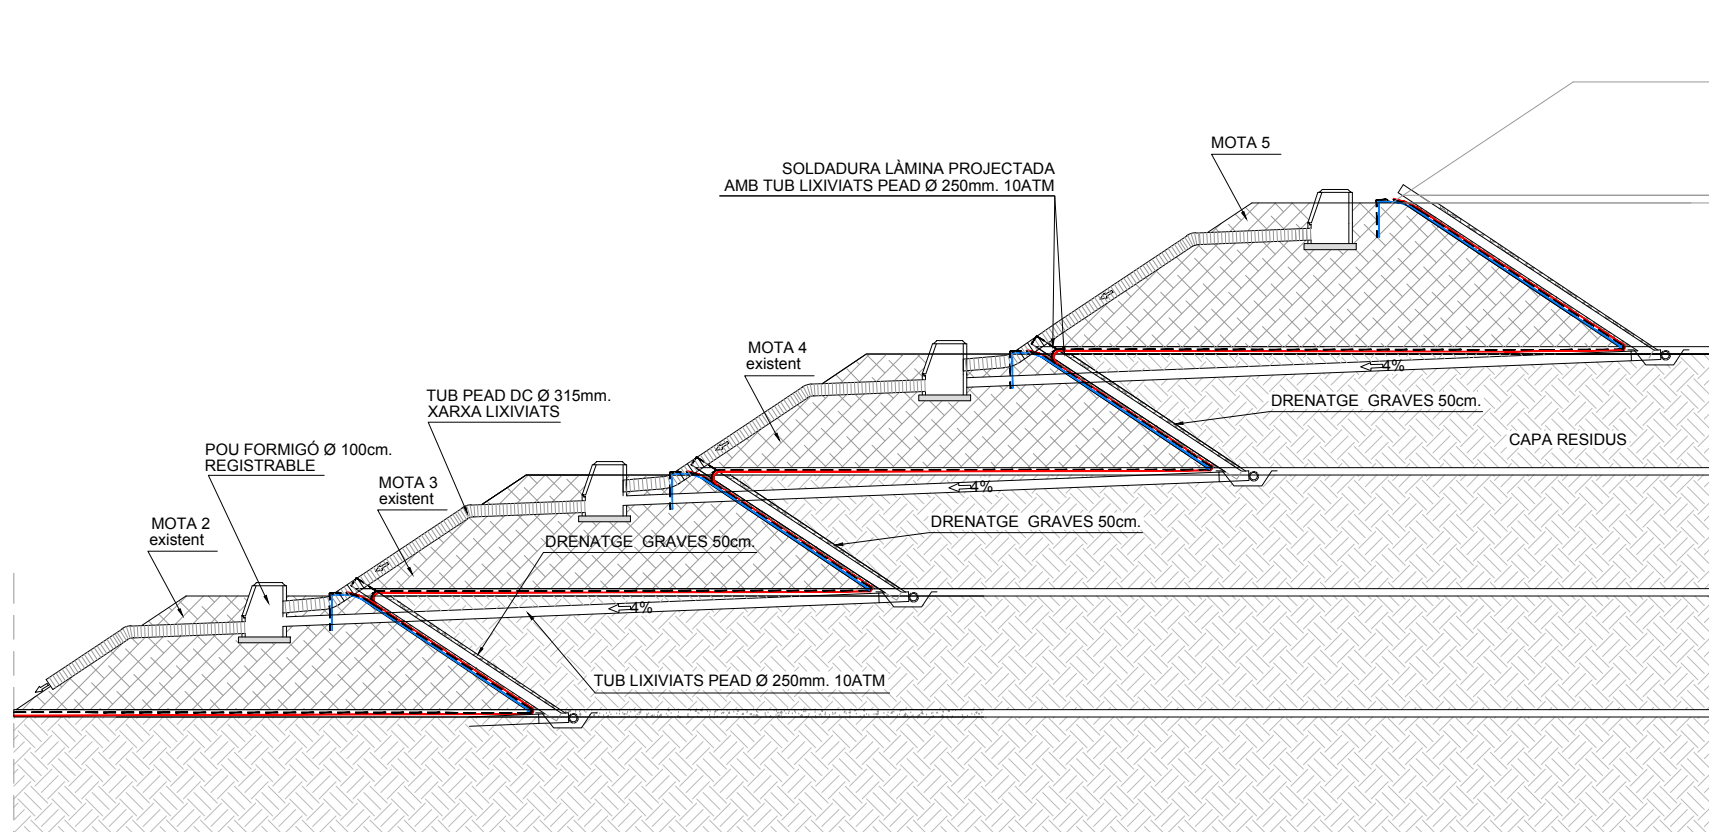 MOTA 5
SOLDADURA LÀMINA PROJECTADA
AMB TUB LIXIVIATS PEAD Ø 250mm. 10ATM
MOTA 4
existent
4%
TUB PEAD DC Ø 315mm.
XARXA LIXIVIATS
DRENATGE GRAVES 50cm.
CAPA RESIDUS
POU FORMIGÓ Ø 100cm.
REGISTRABLE
MOTA 3
existent
4%
MOTA 2
existent
DRENATGE GRAVES 50cm.
DRENATGE GRAVES 50cm.
4%
TUB LIXIVIATS PEAD Ø 250mm. 10ATM